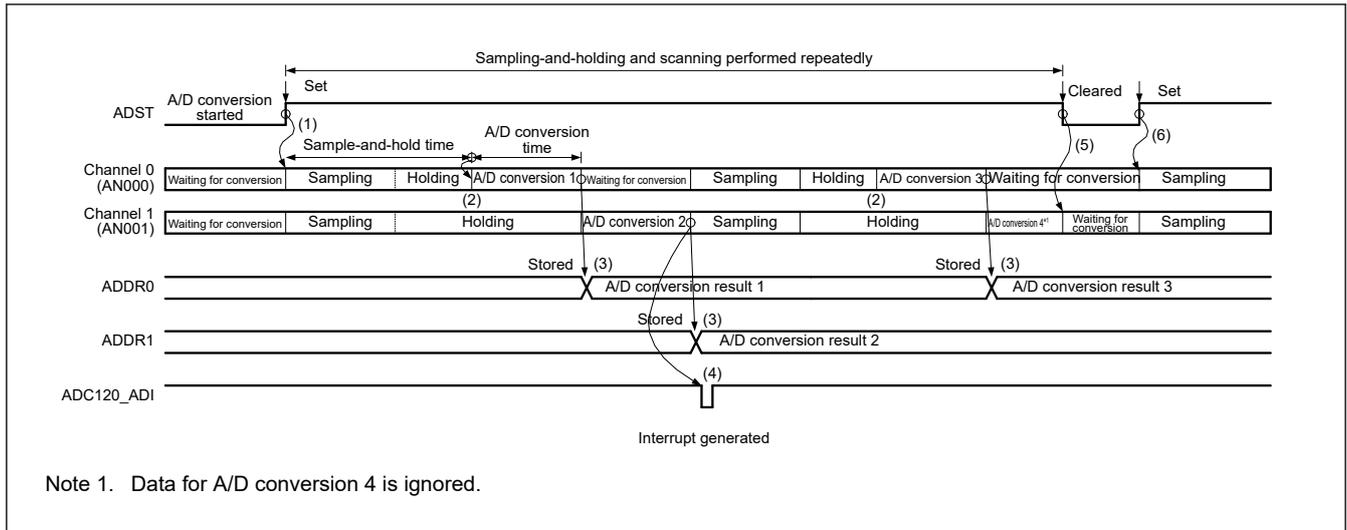 Sampling-and-holding and scanning performed repeatedly
Set
Cleared
Set
ADST
A/D conversion
started
(1)
(5)
(6)
Sample-and-hold time
A/D conversion
time
Channel 0
(AN000)
Waiting for conversion
Sampling
Holding
A/D conversion 1
Waiting for conversion
Sampling
Holding
A/D conversion 3
Waiting for conversion
Sampling
(2)
(2)
Channel 1
(AN001)
Waiting for conversion
Sampling
Holding
A/D conversion 2
Sampling
Holding
A/D conversion 4*1
Waiting for
conversion
Sampling
Stored
(3)
Stored
(3)
ADDR0
A/D conversion result 1
A/D conversion result 3
Stored
(3)
ADDR1
A/D conversion result 2
(4)
ADC120_ADI
Interrupt generated
Note 1. Data for A/D conversion 4 is ignored.